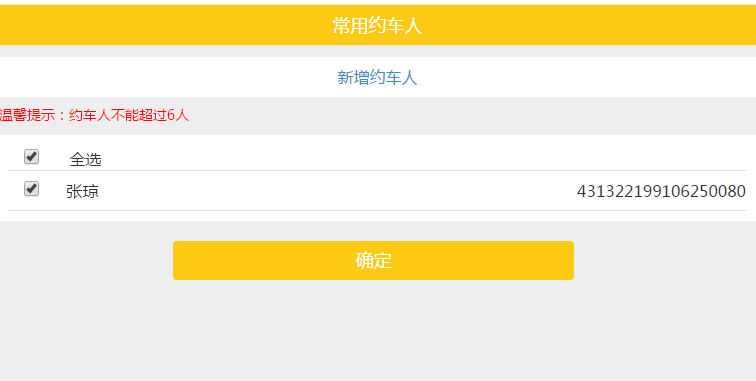 常用约车人
新增约车人
温馨提示：约车人不能超过6人
全选
张琼 431322199106250080
确定